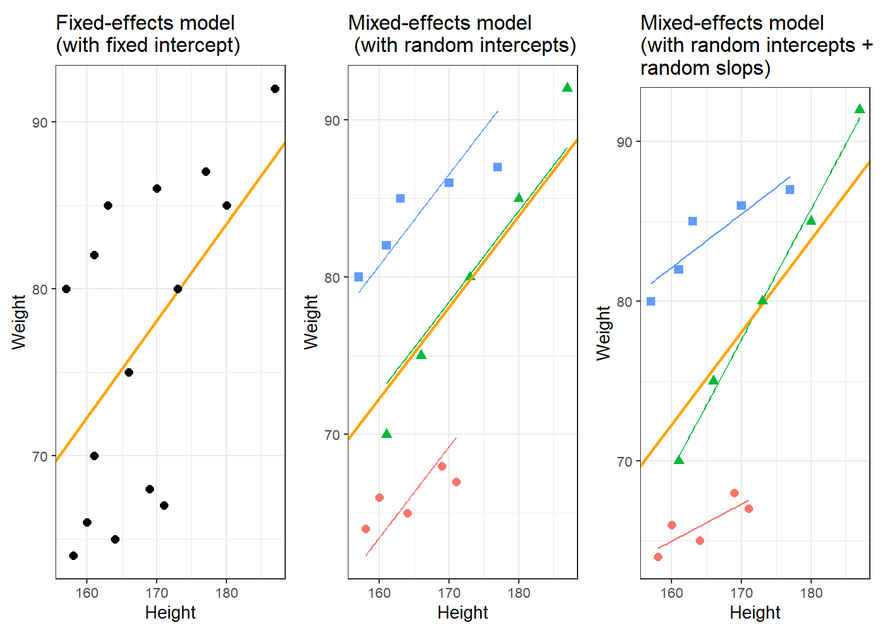 Fixed-effects model
(with fixed intercept)
90
80
70
Weight
160 170 180
Height
Mixed-effects model
(with random intercepts)
90
80
70
Weight
160 170 180
Height
Mixed-effects model
(with random intercepts +
random slops)
90
80
70
Weight
160 170 180
Height